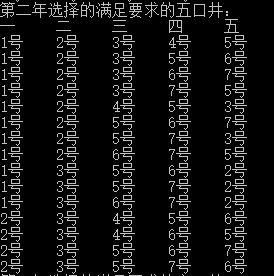 第二年选择的满足要求的五口井：
一 二 三 四 五
1号 2号 3号 4号 5号
1号 2号 3号 5号 6号
1号 2号 3号 6号 7号
1号 2号 3号 7号 5号
1号 2号 4号 5号 3号
1号 2号 5号 6号 7号
1号 2号 5号 7号 3号
1号 2号 6号 7号 5号
1号 3号 5号 6号 2号
1号 3号 5号 7号 6号
1号 3号 6号 7号 2号
2号 3号 4号 5号 6号
2号 3号 4号 6号 5号
2号 3号 5号 7号 6号
2号 3号 5号 6号 7号